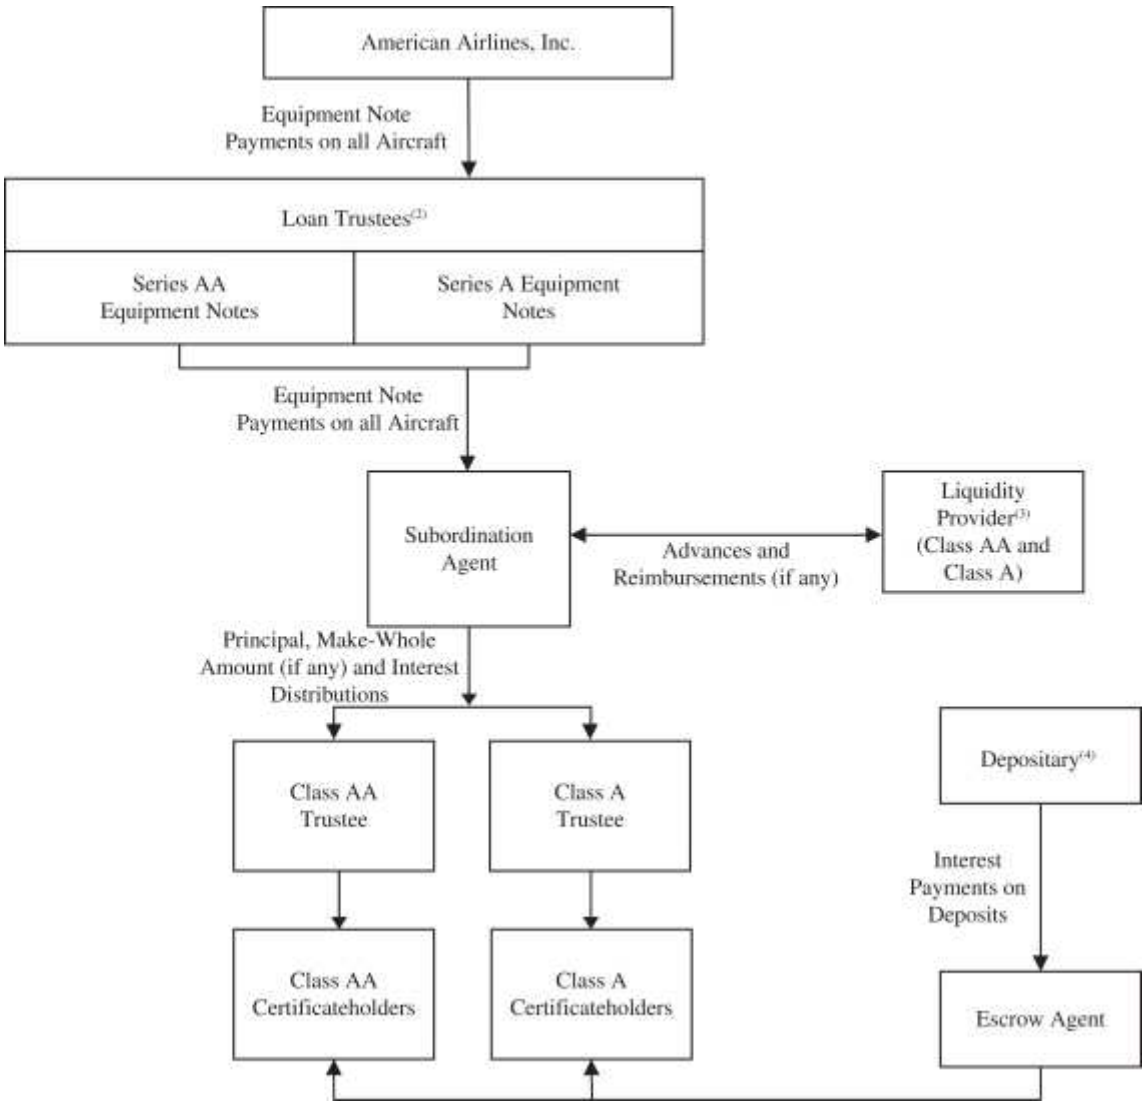 American Airlines, Inc.
Equipment Note
Payments on all Aircraft
Loan Trustees(2)
Series AA
Equipment Notes
Series A Equipment
Notes
Equipment Note
Payments on all Aircraft
Subordination
Agent
Advances and
Reimbursements (if any)
Liquidity
Provider(3)
(Class AA and
Class A)
Principal, Make-Whole
Amount (if any) and Interest
Distributions
Class AA
Trustee
Class A
Trustee
Depositary(4)
Interest
Payments on
Deposits
Class AA
Certificateholders
Class A
Certificateholders
Escrow Agent